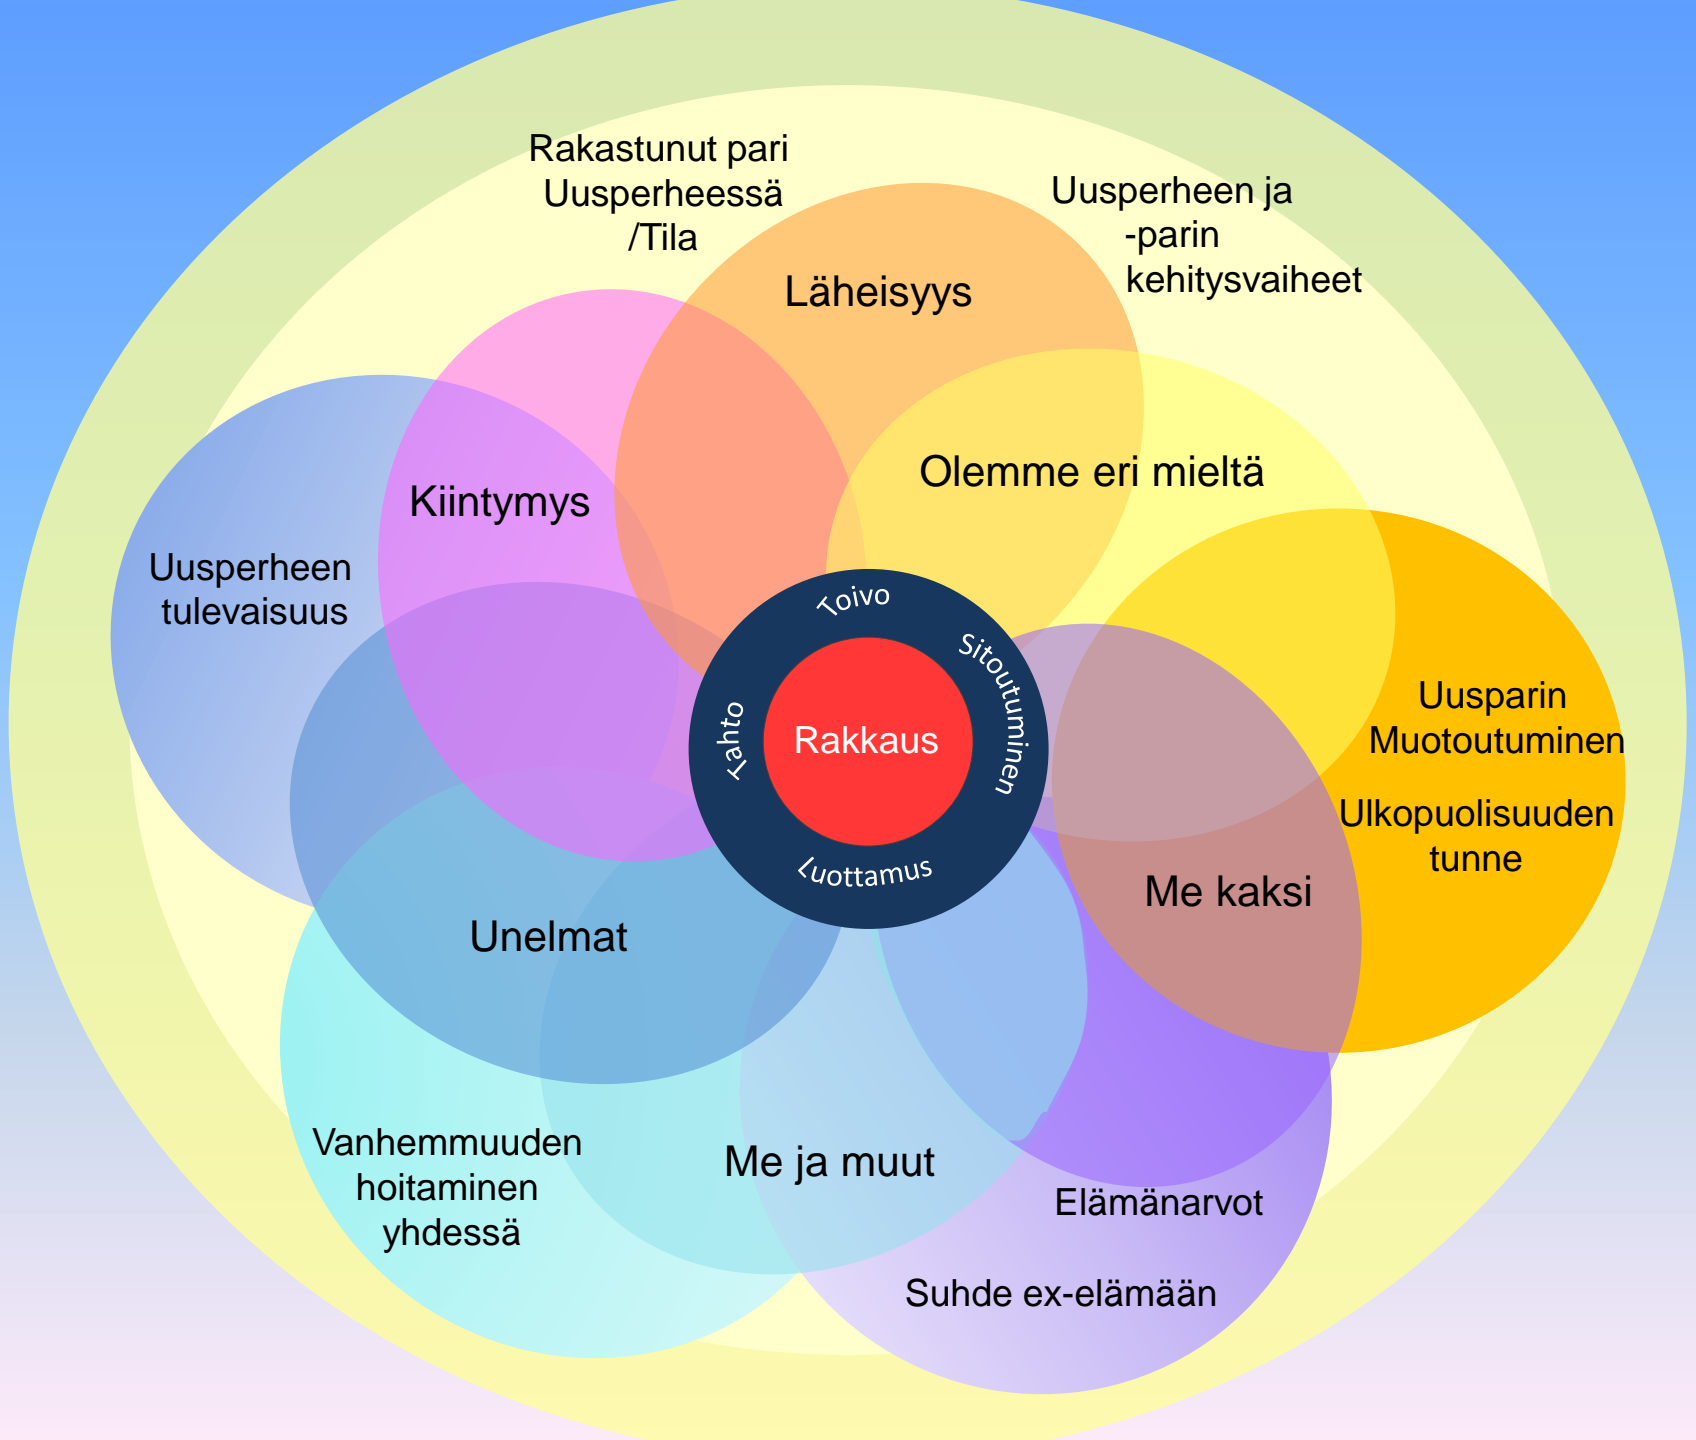 Rakastunut pari
Uusperheessä
/Tila
Uusperheen ja
-parin
kehitysvaiheet
Läheisyys
Olemme eri mieltä
Kiintymys
Uusperheen
tulevaisuus
Toivo
Sitoutuminen
Tahto
Rakkaus
Luottamus
Uusparin
Muotoutuminen
Ulkopuolisuuden
tunne
Me kaksi
Unelmat
Vanhemmuuden
hoitaminen
yhdessä
Me ja muut
Elämänarvot
Suhde ex-elämään